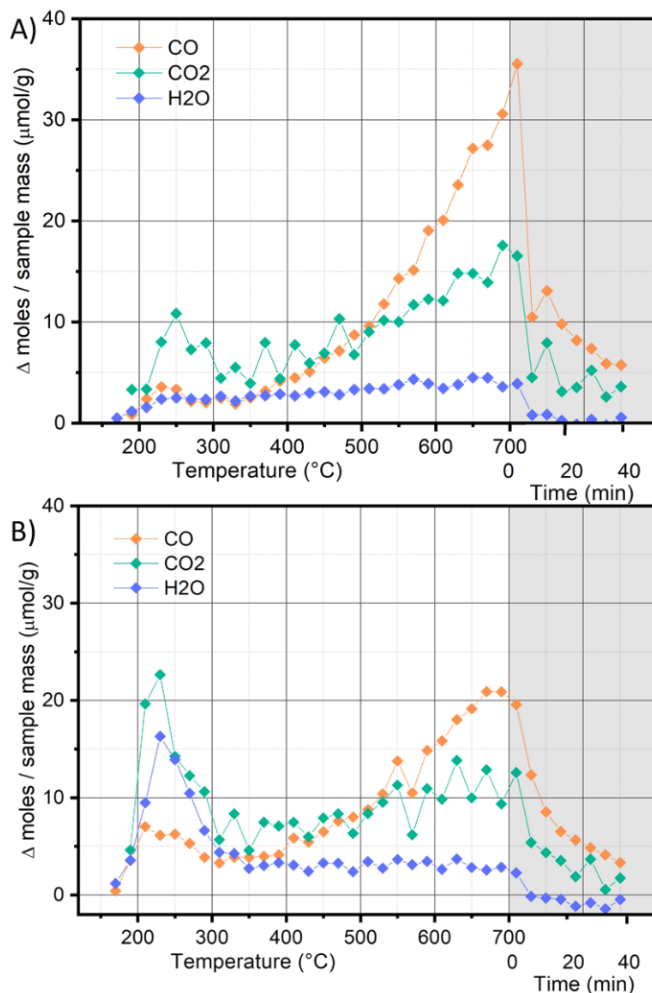 A)
Δ moles / sample mass (μmol/g)
40
30
20
10
0
CO
CO2
H2O
200 300 400 500 600 700
0 20 40
Temperature (°C)
Time (min)
B)
Δ moles / sample mass (μmol/g)
40
30
20
10
0
CO
CO2
H2O
200 300 400 500 600 700
0 20 40
Temperature (°C)
Time (min)